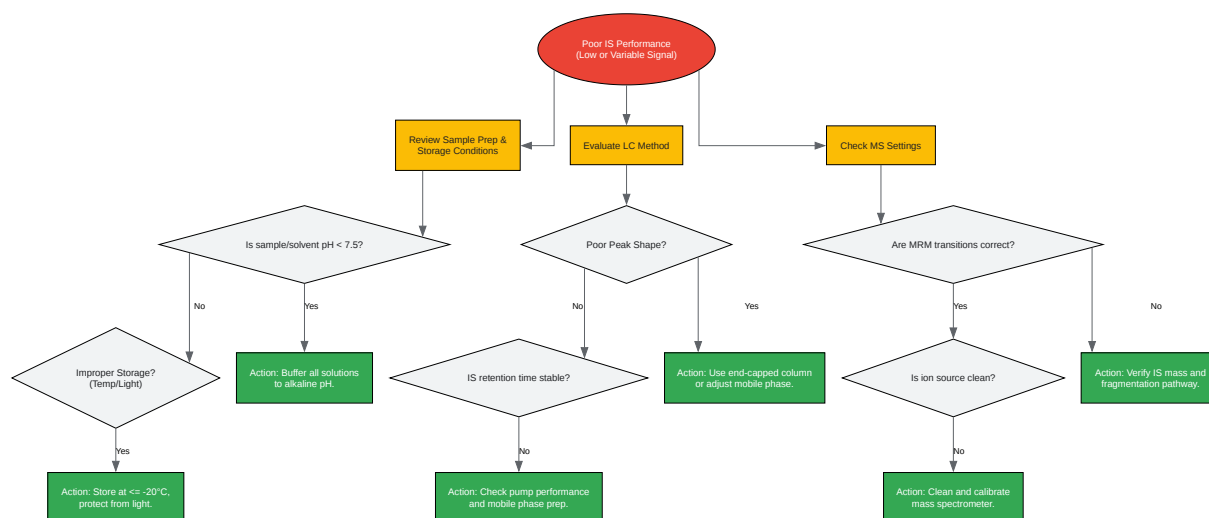 Poor IS Performance
(Low or Variable Signal)
Review Sample Prep &
Storage Conditions
Evaluate LC Method
Check MS Settings
Is sample/solvent pH < 7.5?
Poor Peak Shape?
Are MRM transitions correct?
No
Yes
No
Yes
Yes
No
Improper Storage?
(Temp/Light)
Action: Buffer all solutions
to alkaline pH.
IS retention time stable?
Action: Use end-capped column
or adjust mobile phase.
Is ion source clean?
Action: Verify IS mass and
fragmentation pathway.
Yes
No
No
Action: Store at <= -20°C,
protect from light.
Action: Check pump performance
and mobile phase prep.
Action: Clean and calibrate
mass spectrometer.